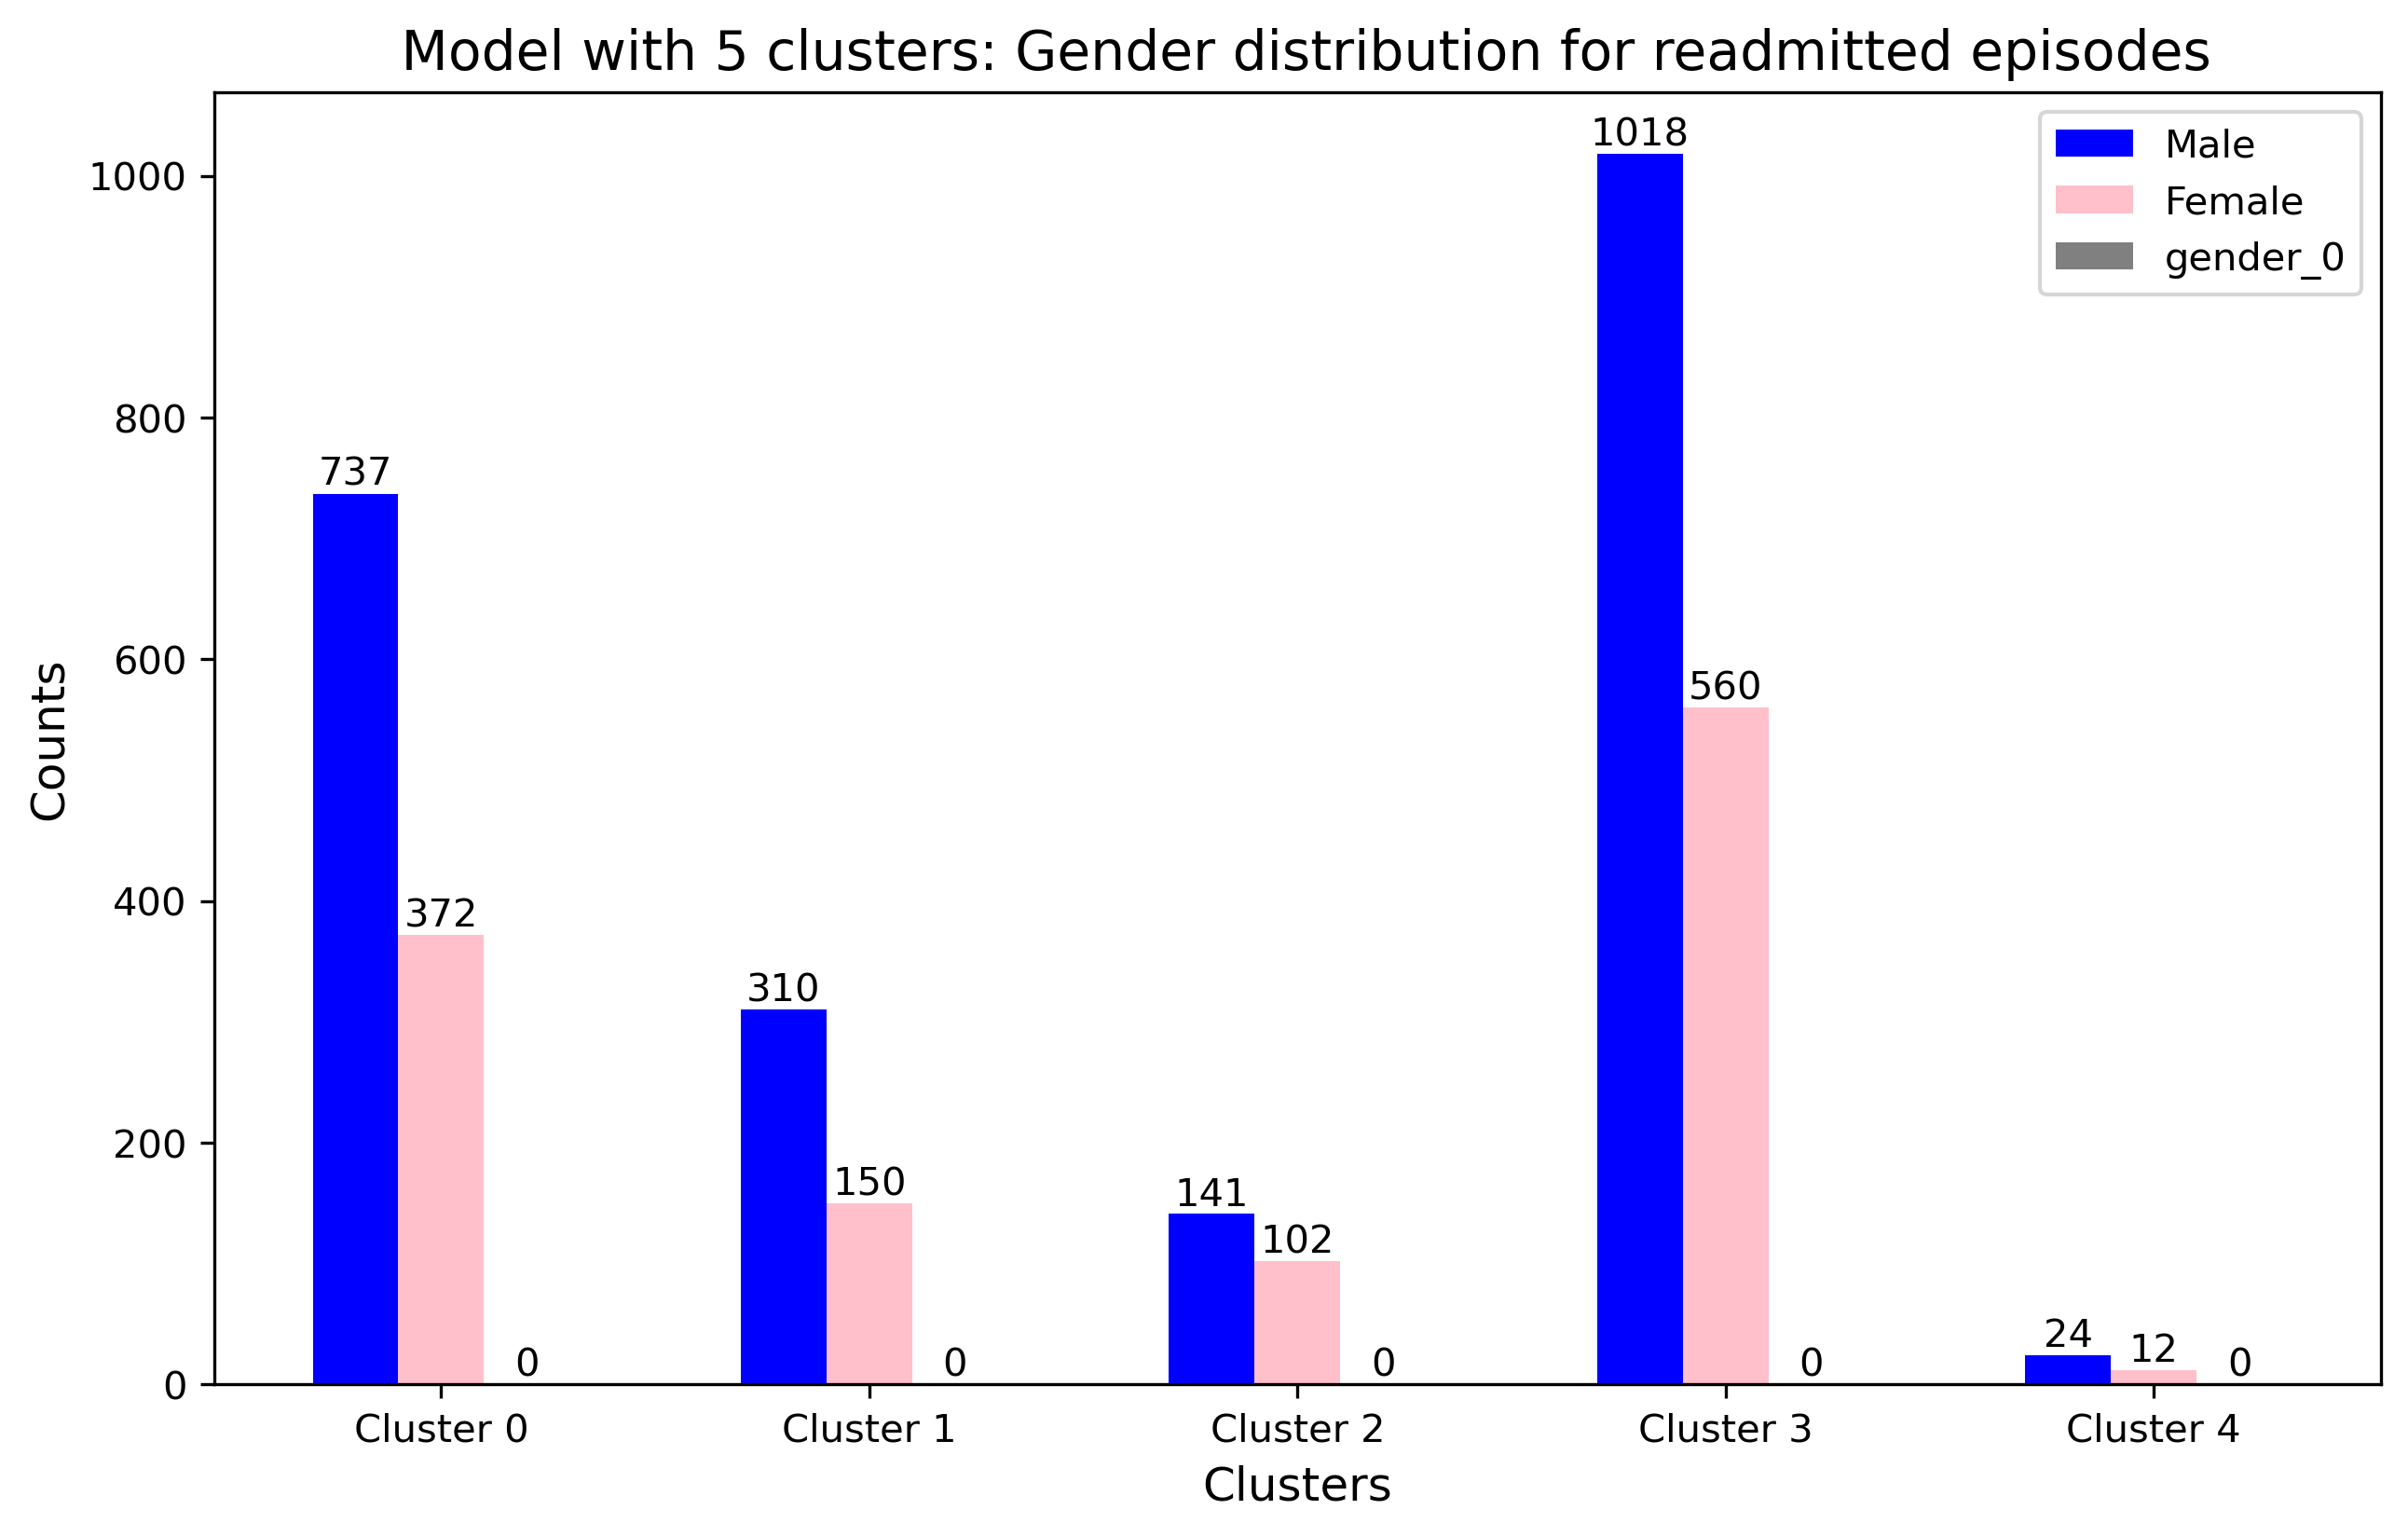 Model with 5 clusters: Gender distribution for readmitted episodes
Male
Female
gender_0
Counts
1000
800
600
400
200
0
737
372
0
310
150
0
141
102
0
1018
560
0
24
12
0
Cluster 0
Cluster 1
Cluster 2
Cluster 3
Cluster 4
Clusters